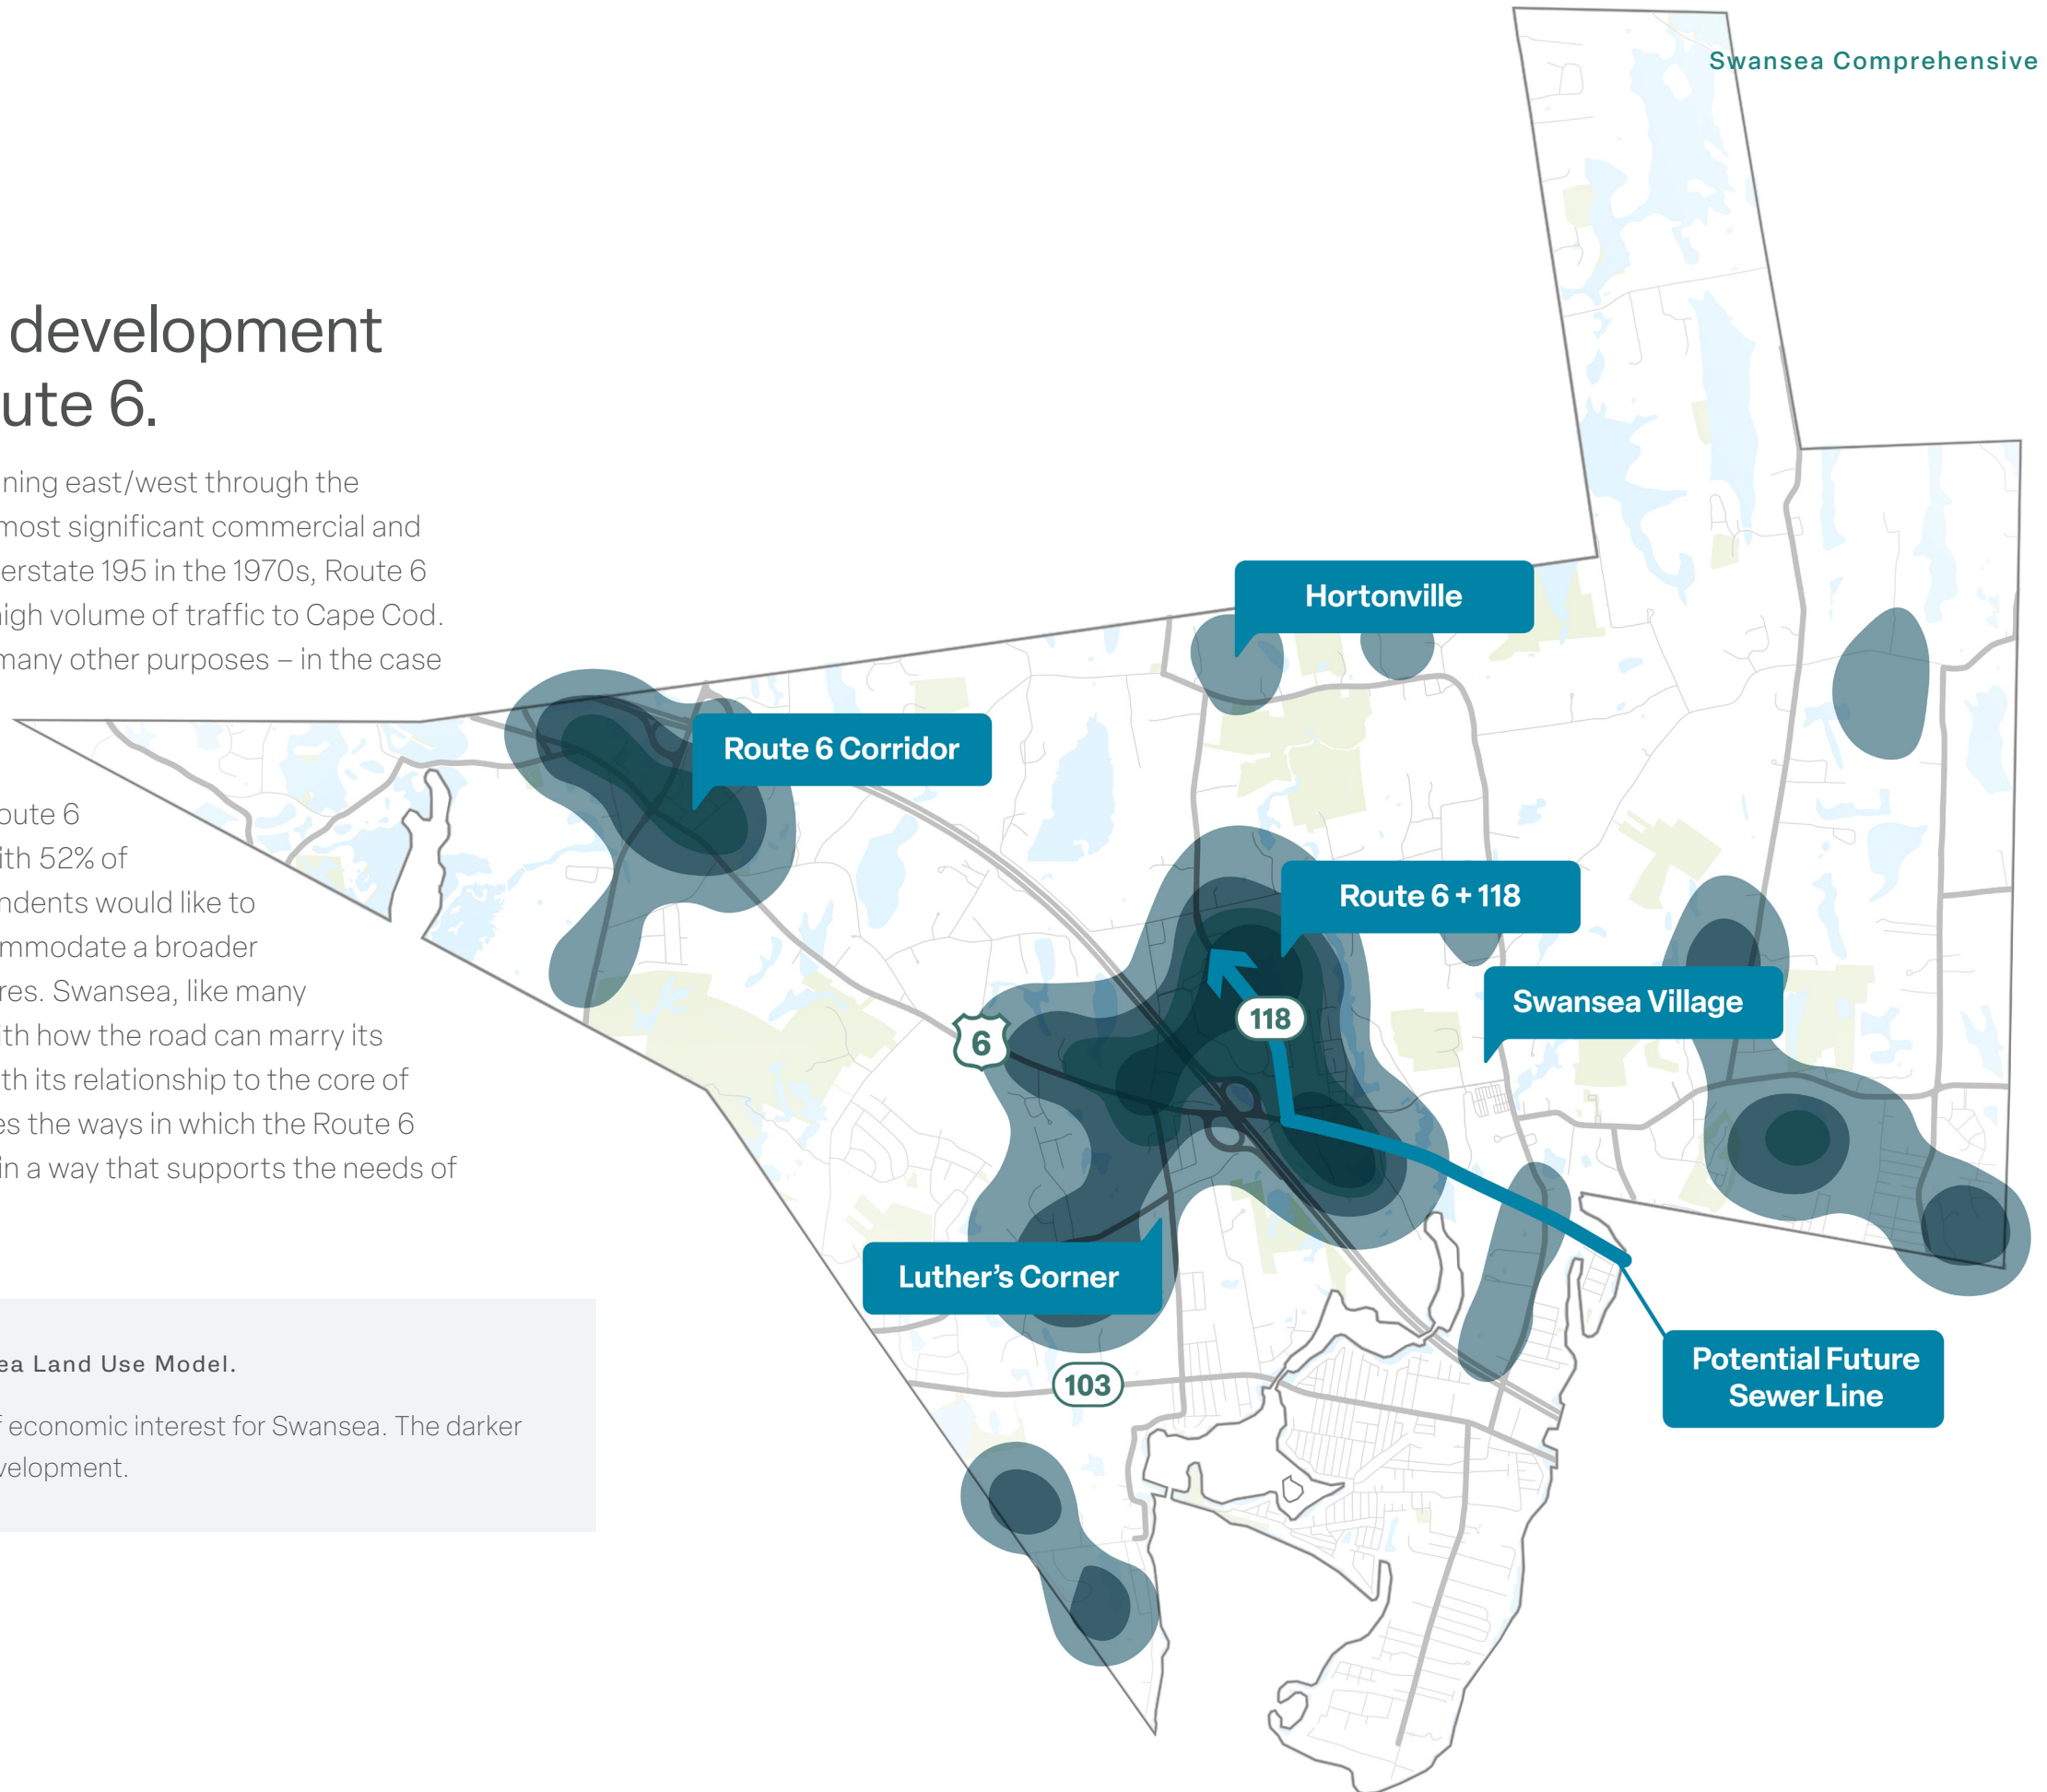 Swansea Comprehensive
development
ute 6.
ning east/west through the
most significant commercial and
erstate 195 in the 1970s, Route 6
igh volume of traffic to Cape Cod.
many other purposes – in the case
oute 6
ith 52% of
ndents would like to
mmodate a broader
res. Swansea, like many
ith how the road can marry its
th its relationship to the core of
es the ways in which the Route 6
in a way that supports the needs of
ea Land Use Model.
f economic interest for Swansea. The darker
velopment.
Hortonville
Route 6 Corridor
Route 6 + 118
118
Swansea Village
6
Luther's Corner
Potential Future
Sewer Line
103